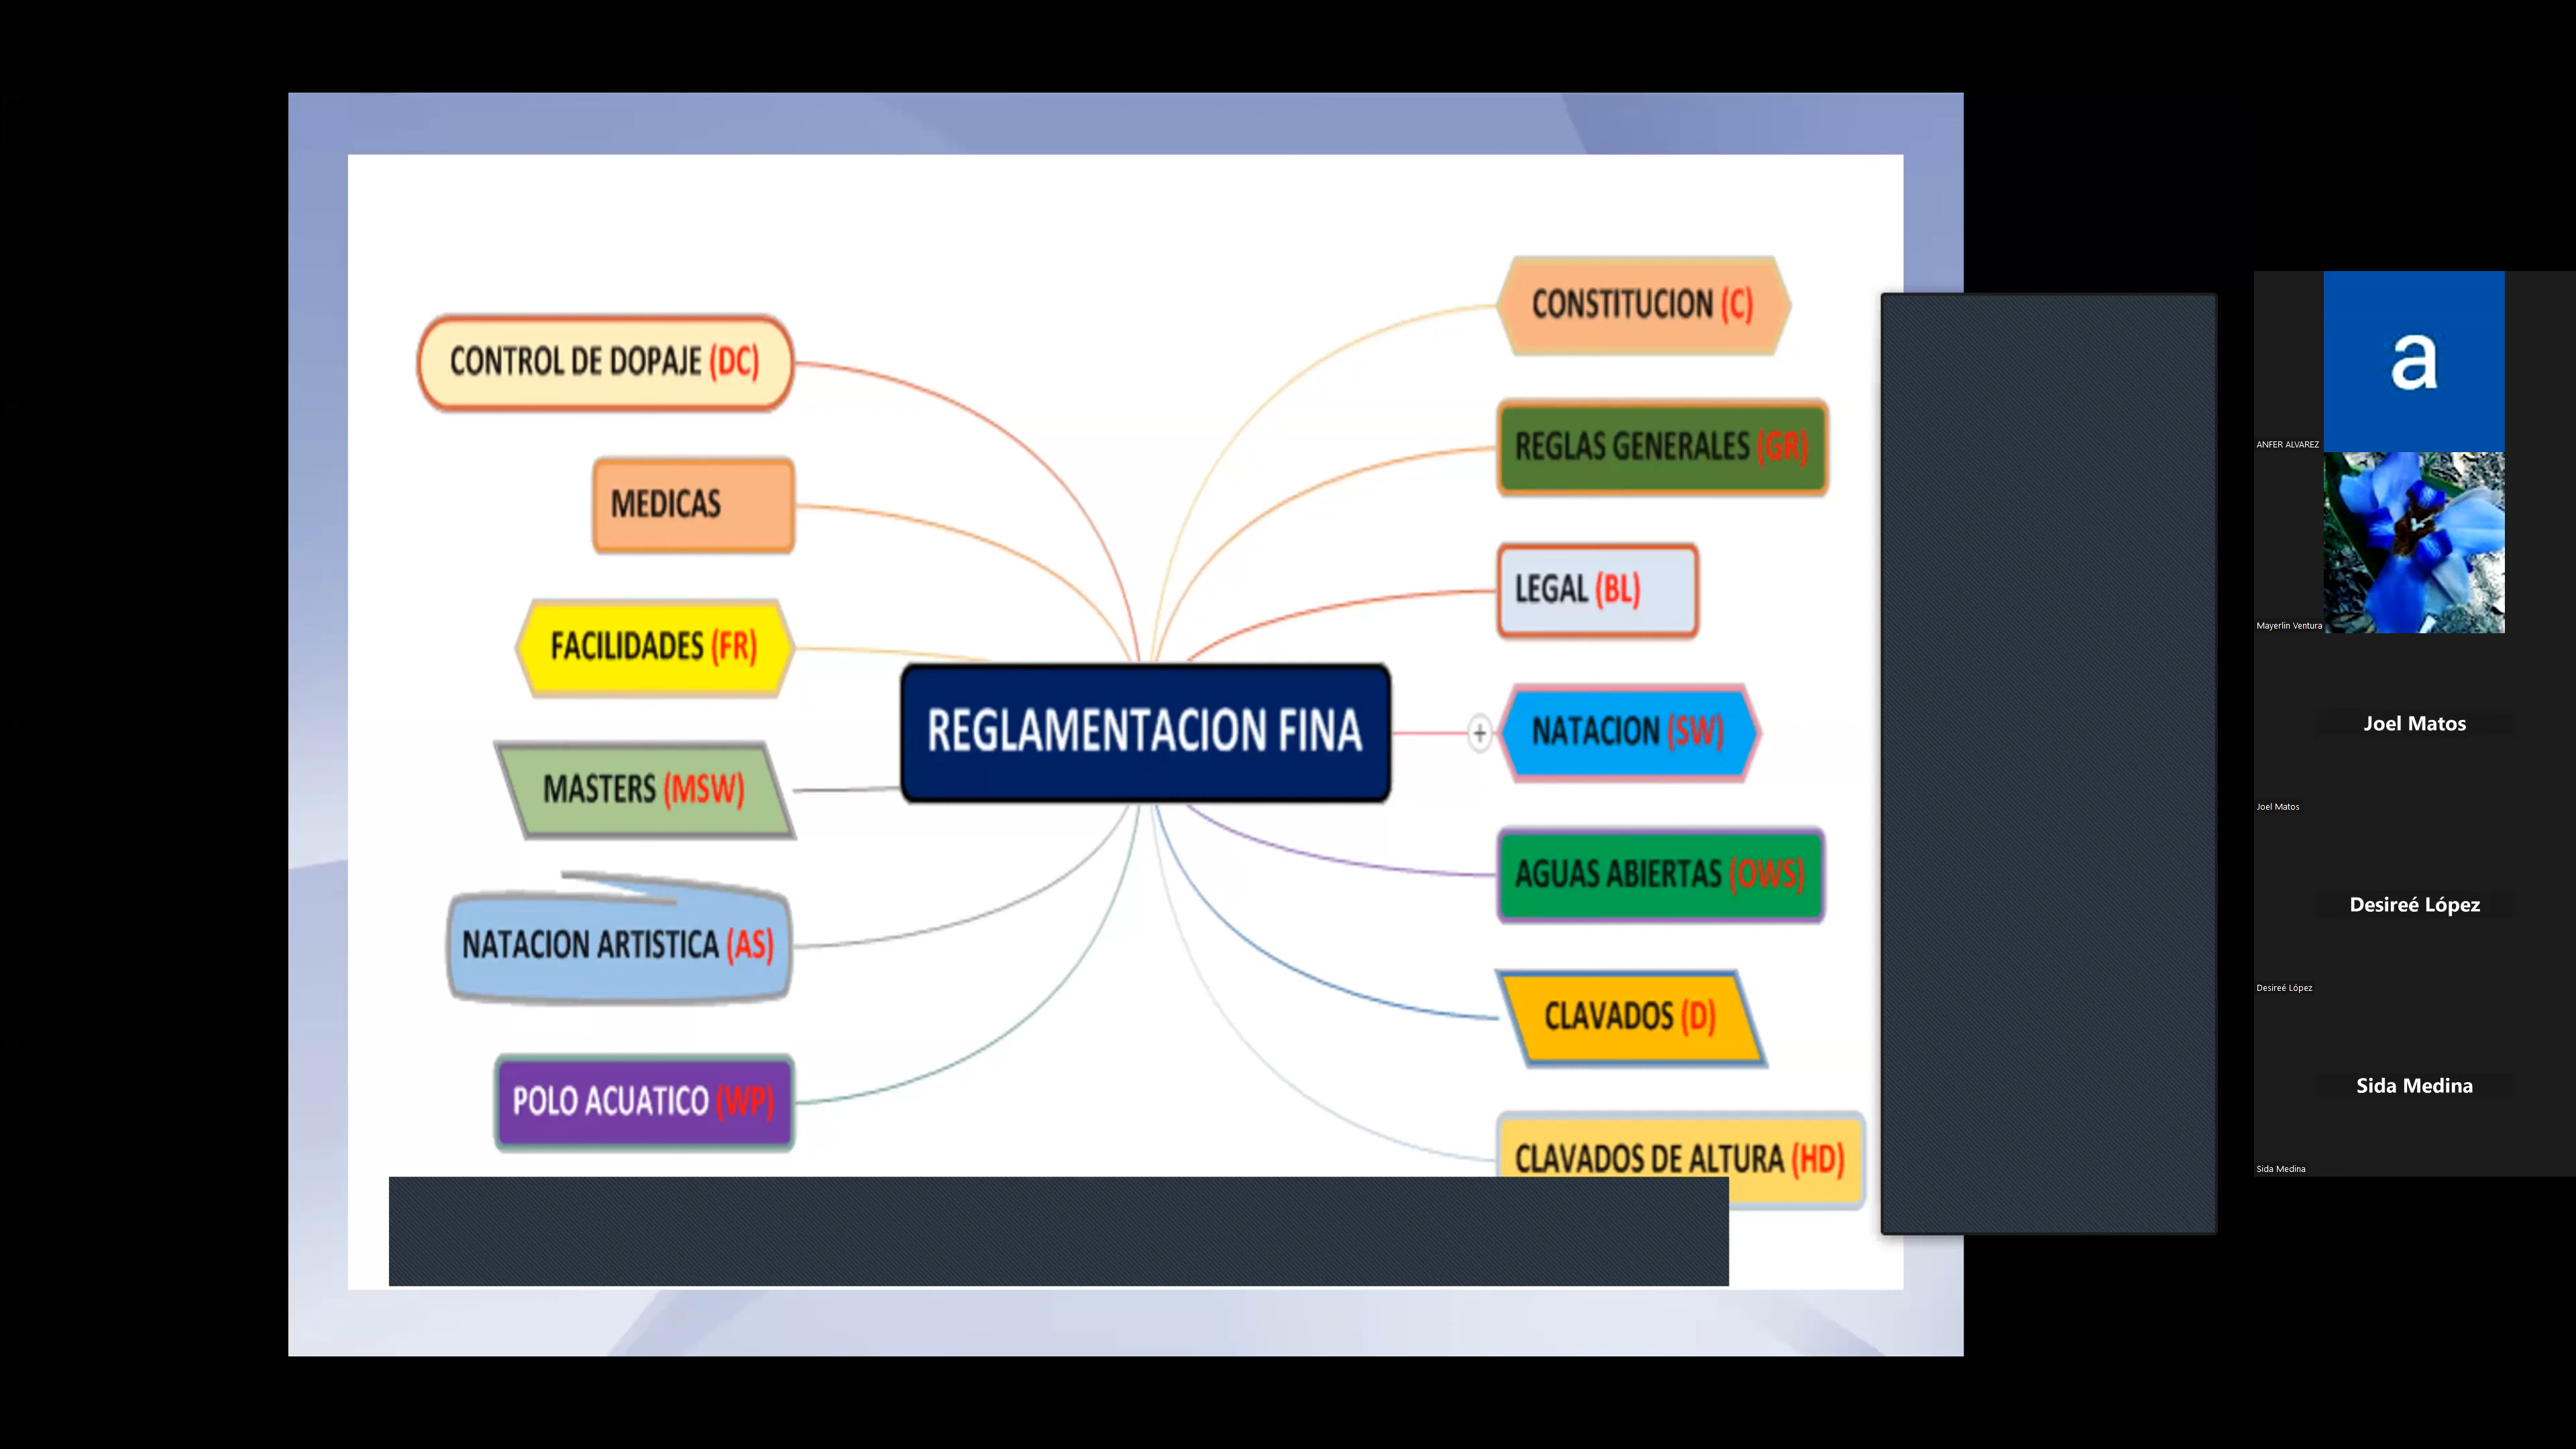 CONTROL DE DOPAJE (DC)
MEDICAS
FACILIDADES (FR)
MASTERS (MSW)
NATACION ARTISTICA (AS)
POLO ACUATICO (WP)
REGLAMENTACION FINA
CONSTITUCION (C)
REGLAS GENERALES (GR)
LEGAL (BL)
NATACION (SW)
AGUAS ABIERTAS (OWS)
CLAVADOS (D)
CLAVADOS DE ALTURA (HD)
a
ANFER ALVAREZ
Mayerlin Ventura
Joel Matos
Joel Matos
Desireé López
Desireé López
Sida Medina
Sida Medina